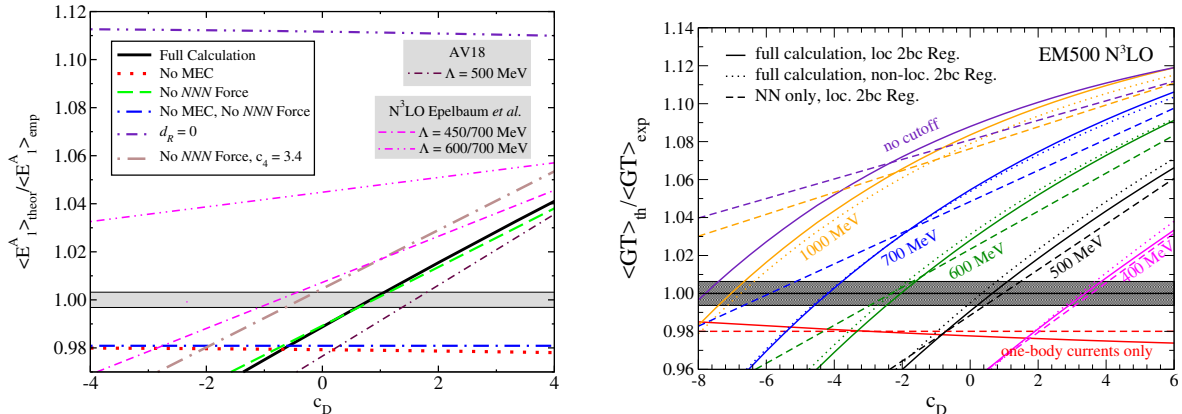 1.12
1.10
1.08
1.06
1.04
1.02
1.00
0.98
<E^A_1>_theor/<E^A_1>_emp
Full Calculation
No MEC
No NNN Force
No MEC, No NNN Force
d_R = 0
No NNN Force, c_4 = 3.4
AV18
Λ = 500 MeV
N^3LO Epelbaum et al.
Λ = 450/700 MeV
Λ = 600/700 MeV
-4 -2 0 2 4
c_D
1.14
1.12
1.10
1.08
1.06
1.04
1.02
1.00
0.98
0.96
<GT>_th/<GT>_exp
full calculation, loc 2bc Reg.
full calculation, non-loc. 2bc Reg.
NN only, loc. 2bc Reg.
EM500 N^3LO
no cutoff
1000 MeV
700 MeV
600 MeV
500 MeV
400 MeV
one-body currents only
-8 -6 -4 -2 0 2 4 6
c_D